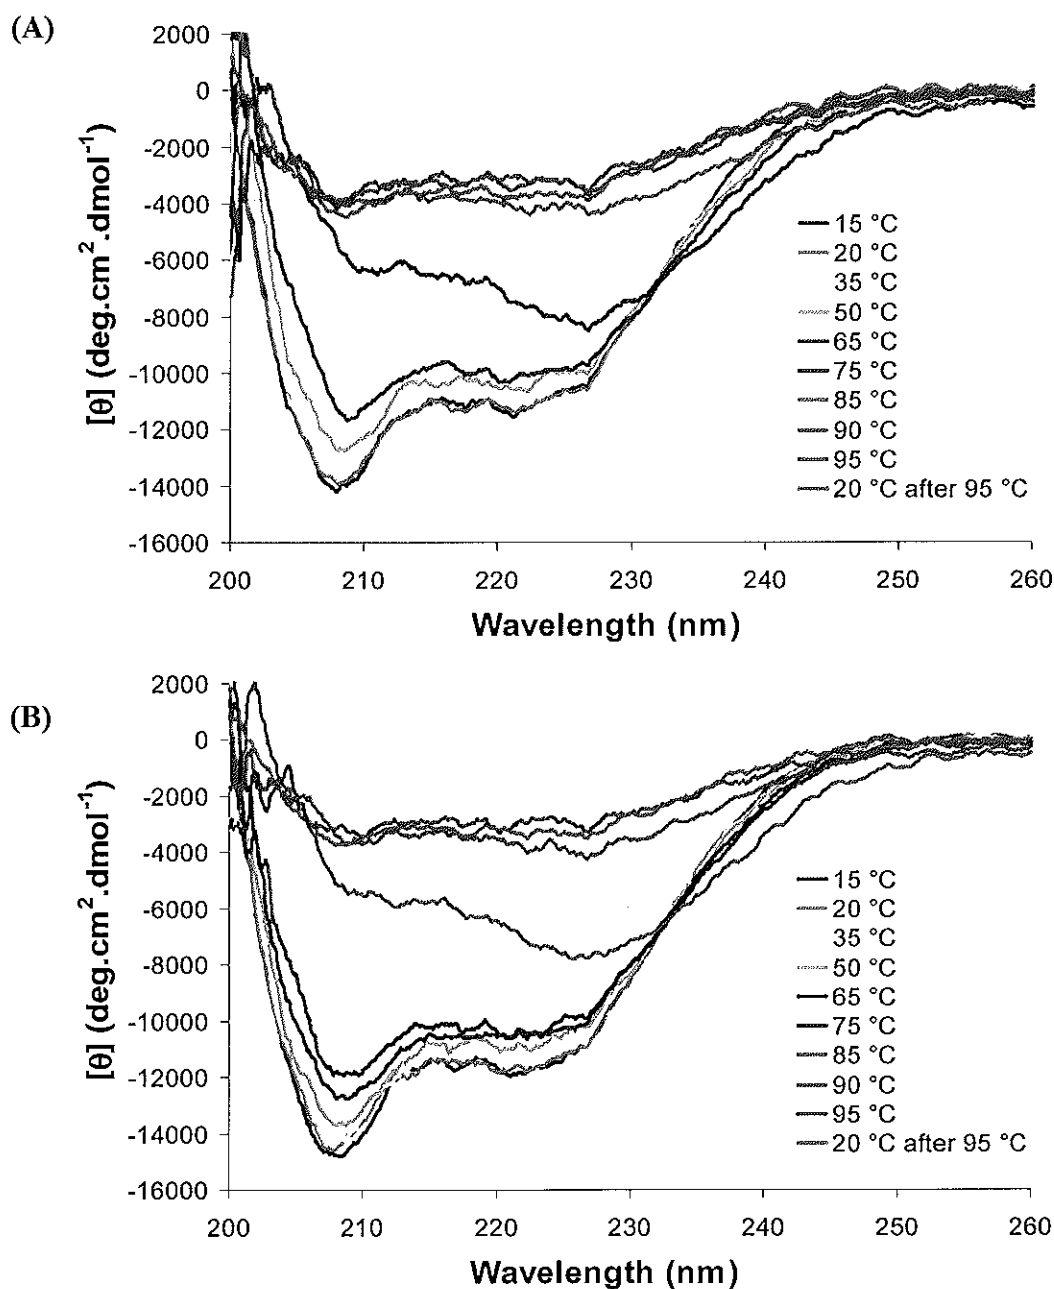 (A)
2000
0
-2000
-4000
-6000
-8000
-10000
-12000
-14000
-16000
[θ] (deg.cm².dmol⁻¹)
15 °C
20 °C
35 °C
50 °C
65 °C
75 °C
85 °C
90 °C
95 °C
20 °C after 95 °C
200 210 220 230 240 250 260
Wavelength (nm)
(B)
2000
0
-2000
-4000
-6000
-8000
-10000
-12000
-14000
-16000
[θ] (deg.cm².dmol⁻¹)
15 °C
20 °C
35 °C
50 °C
65 °C
75 °C
85 °C
90 °C
95 °C
20 °C after 95 °C
200 210 220 230 240 250 260
Wavelength (nm)